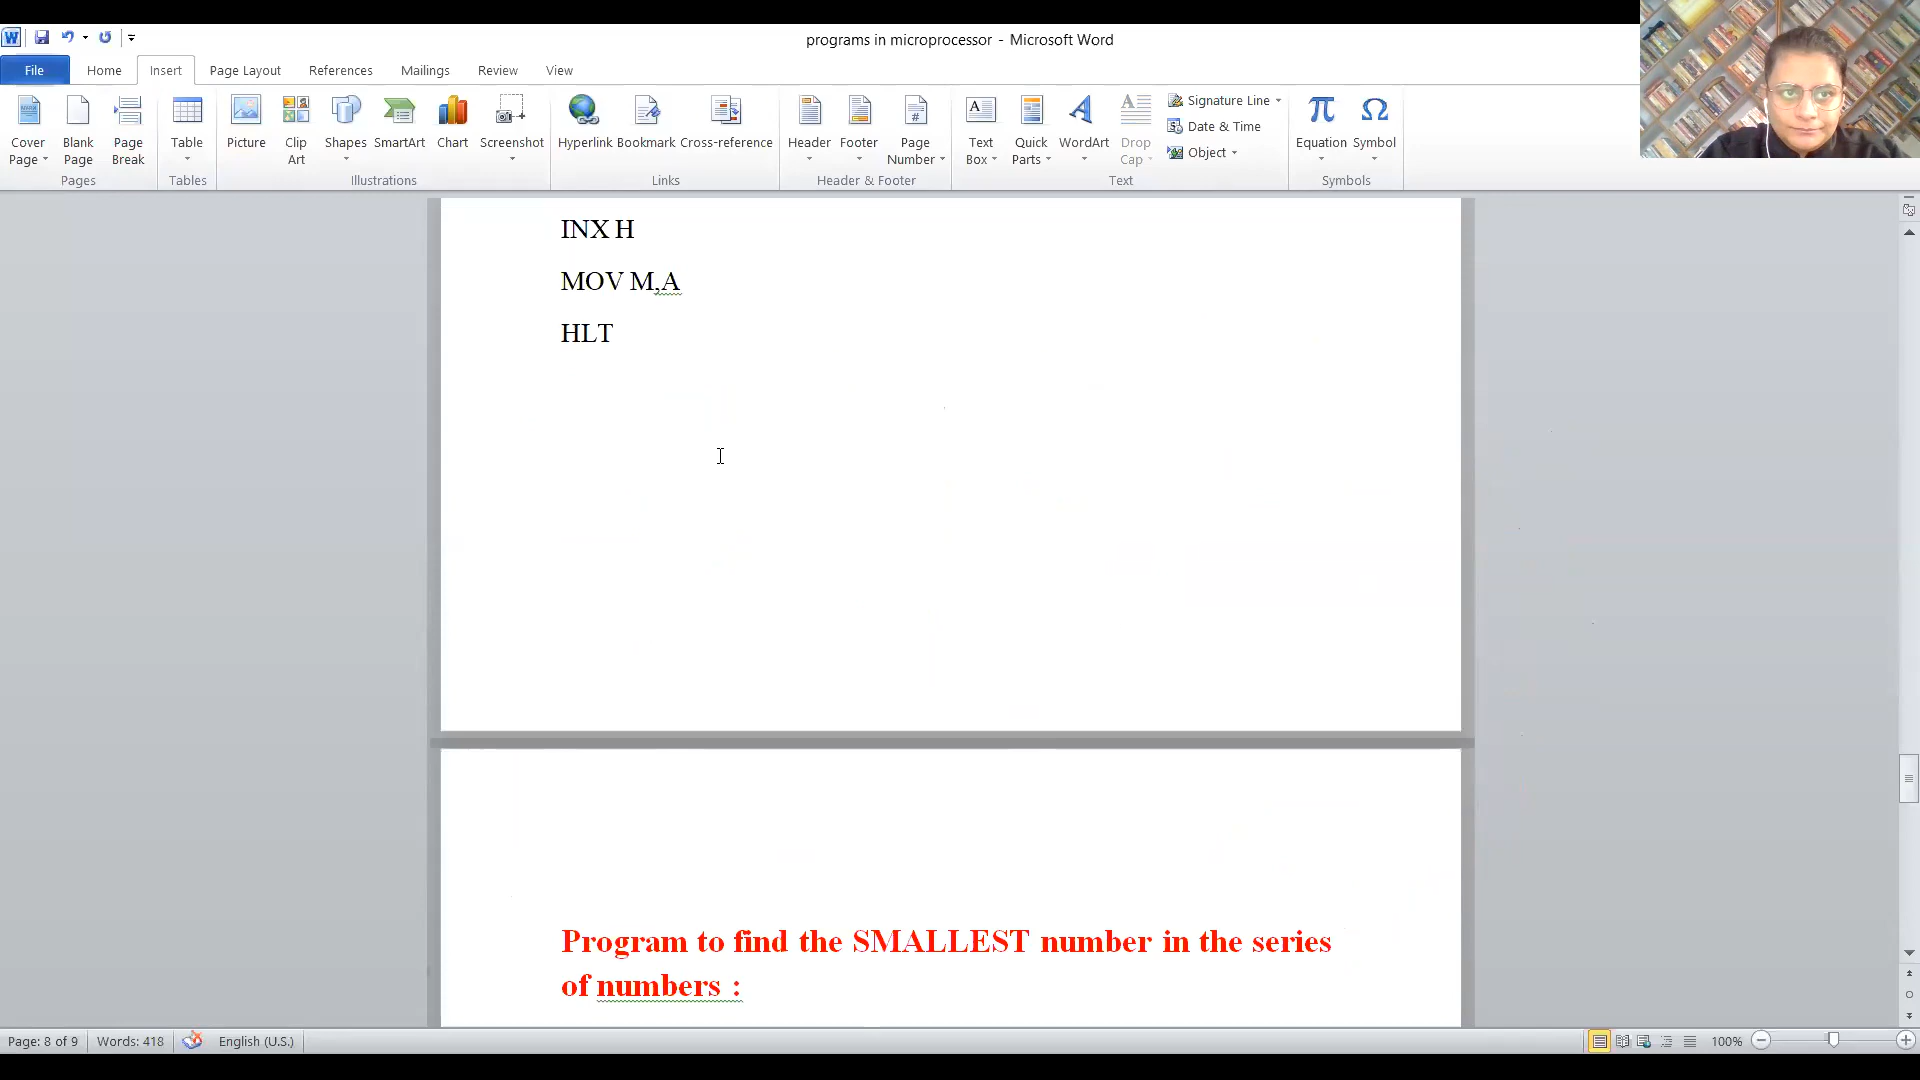 programs in microprocessor - Microsoft Word
File Home Insert Page Layout References Mailings Review View
Cover Page
Blank Page
Page Break
Table
Picture
Clip Art
Shapes
SmartArt
Chart
Screenshot
Hyperlink
Bookmark
Cross-reference
Header
Footer
Page Number
Text Box
Quick Parts
WordArt
Drop Cap
Signature Line
Date & Time
Object
Equation
Symbol
Pages Tables Illustrations Links Header & Footer Text Symbols
INX H
MOV M,A
HLT
Program to find the SMALLEST number in the series
of numbers :
Page: 8 of 9 Words: 418 English (U.S.) 100%